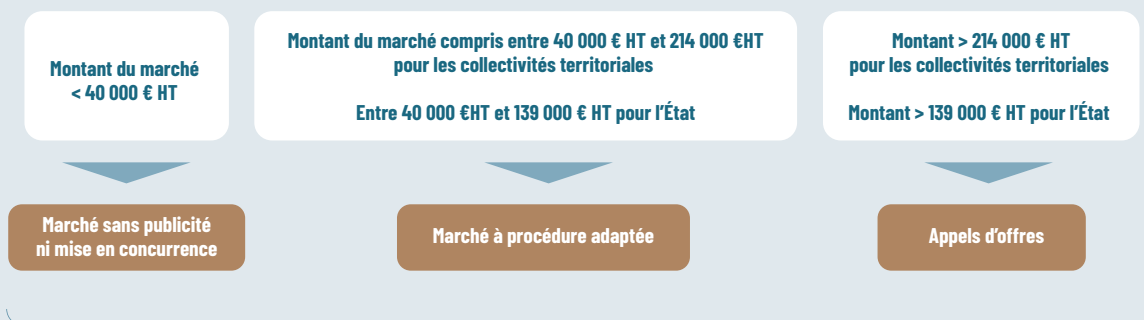 Montant du marché
< 40 000 € HT
Montant du marché compris entre 40 000 € HT et 214 000 €HT
pour les collectivités territoriales
Entre 40 000 €HT et 139 000 € HT pour l'État
Montant > 214 000 € HT
pour les collectivités territoriales
Montant > 139 000 € HT pour l'État
Marché sans publicité
ni mise en concurrence
Marché à procédure adaptée
Appels d'offres